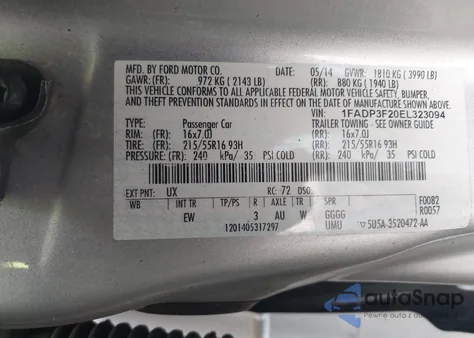 MFD. BY FORD MOTOR CO. DATE: 05/14 GVWR: 1810 KG ( 3990 LB)
GAWR: (FR): 972 KG ( 2143 LB) (RR): 880 KG ( 1940 LB)
THIS VEHICLE CONFORMS TO ALL APPLICABLE FEDERAL MOTOR VEHICLE SAFETY, BUMPER,
AND THEFT PREVENTION STANDARDS IN EFFECT ON THE DATE OF MANUFACTURE SHOWN ABOVE.
VIN: 1FADP3F20EL323094
TYPE: Passenger Car TRAILER TOWING - SEE OWNER GUIDE
RIM: (FR) 16x7.0J (RR): 16x7.0J
TIRE: (FR): 215/55R16 93H (RR): 215/55R16 93H
PRESSURE: (FR): 240 kPa/ 35 PSI COLD (RR): 240 kPa/ 35 PSI COLD
EXT PNT: UX RC: 72 DSO:
WB INT TR TP/PS R AXLE TR SPR F0082
EW 3 AU W GGGG R0057
1201405317297 UMU 5U5A-3520472-AA
autoSnap
Pewne auto z dostawą